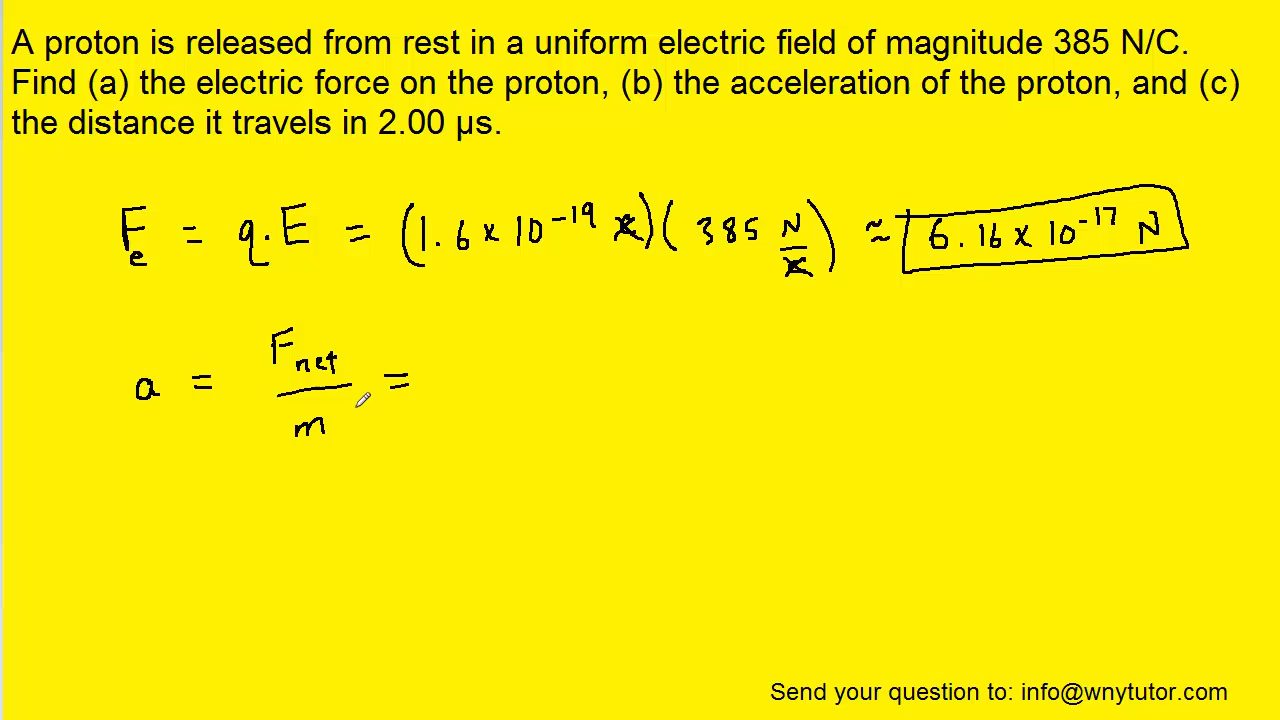 A proton is released from rest in a uniform electric field of magnitude 385 N/C.
Find (a) the electric force on the proton, (b) the acceleration of the proton, and (c)
the distance it travels in 2.00 µs.
Fₑ = q·E = (1.6 x 10⁻¹⁹ C)(385 N/C) ≈ 6.16 x 10⁻¹⁷ N
a = Fnet/m =
Send your question to: info@wnytutor.com